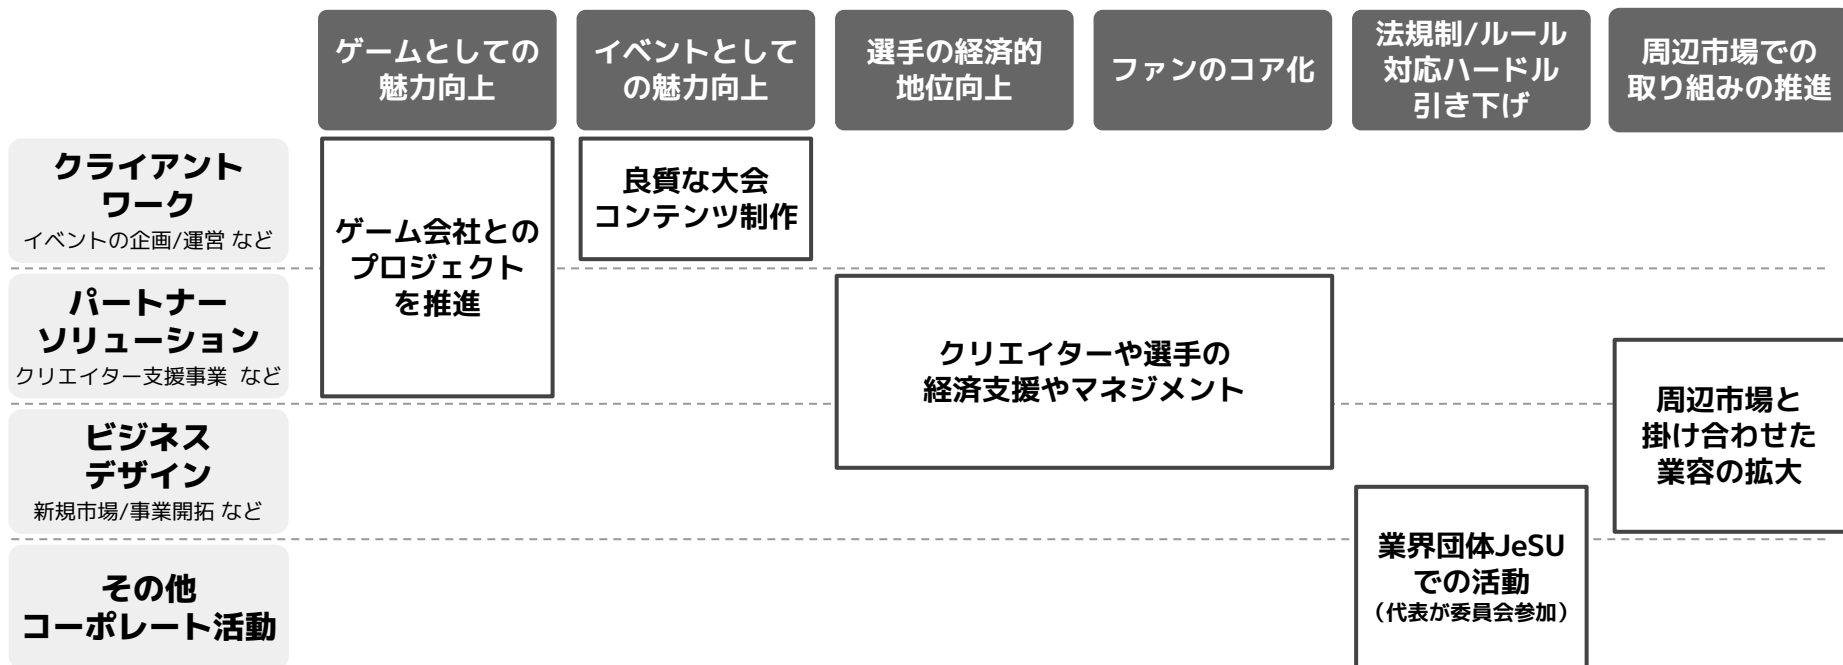 ゲームとしての
魅力向上
イベントとして
の魅力向上
選手の経済的
地位向上
ファンのコア化
法規制/ルール
対応ハードル
引き下げ
周辺市場での
取り組みの推進
クライアント
ワーク
イベントの企画/運営 など
ゲーム会社との
プロジェクト
を推進
良質な大会
コンテンツ制作
パートナー
ソリューション
クリエイター支援事業 など
クリエイターや選手の
経済支援やマネジメント
周辺市場と
掛け合わせた
業容の拡大
ビジネス
デザイン
新規市場/事業開拓 など
業界団体JeSU
での活動
（代表が委員会参加）
その他
コーポレート活動